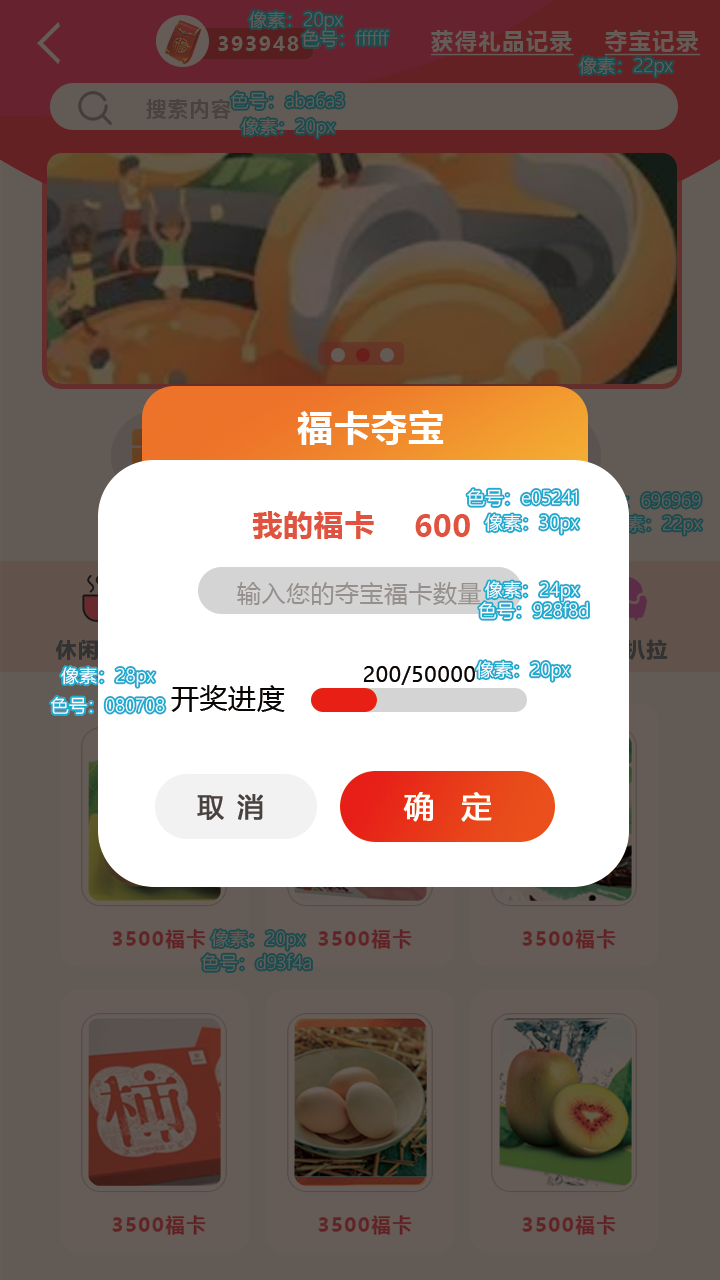 像素：20px
393948
色号：ffffff
获得礼品记录
夺宝记录
像素：22px
搜索内容
色号：aba6a3
像素：20px
福卡夺宝
我的福卡 600
色号：e05241
像素：30px
：696969
素：22px
输入您的夺宝福卡数量
像素：24px
色号：928f8d
休闲
扒拉
200/50000
像素：20px
像素：28px
色号：080708
开奖进度
取 消
确 定
3500福卡
像素：20px
色号：d93f4a
3500福卡
3500福卡
柿
3500福卡
3500福卡
3500福卡